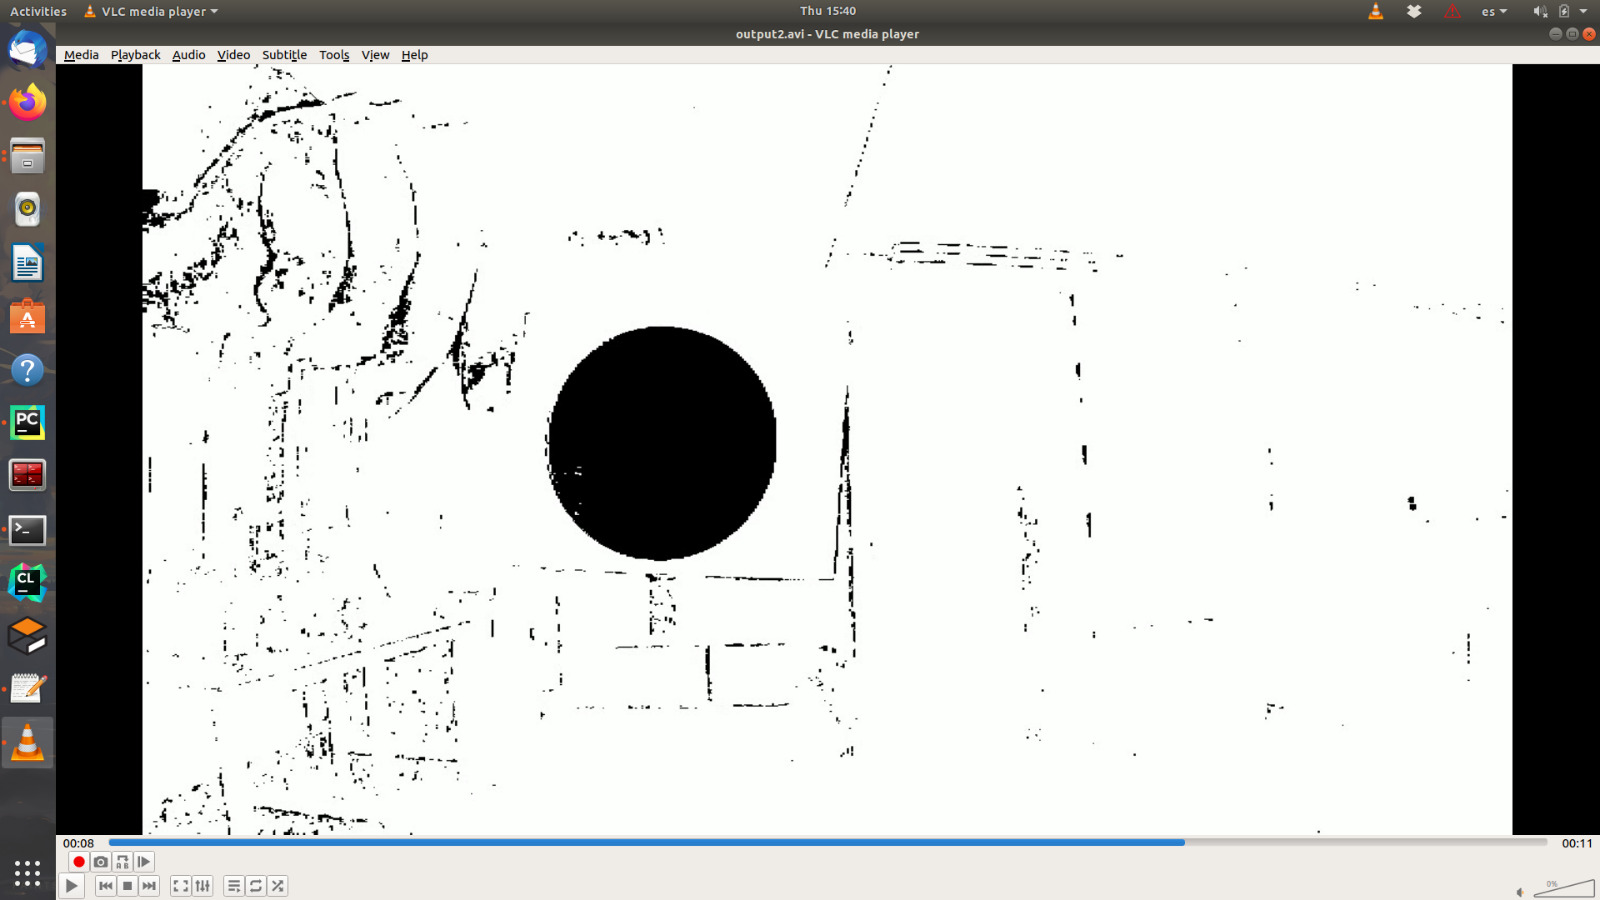 Activities VLC media player Thu 15:40 es
output2.avi - VLC media player
Media Playback Audio Video Subtitle Tools View Help
A
?
PC
>_
CL
00:08 00:11
A B
0%